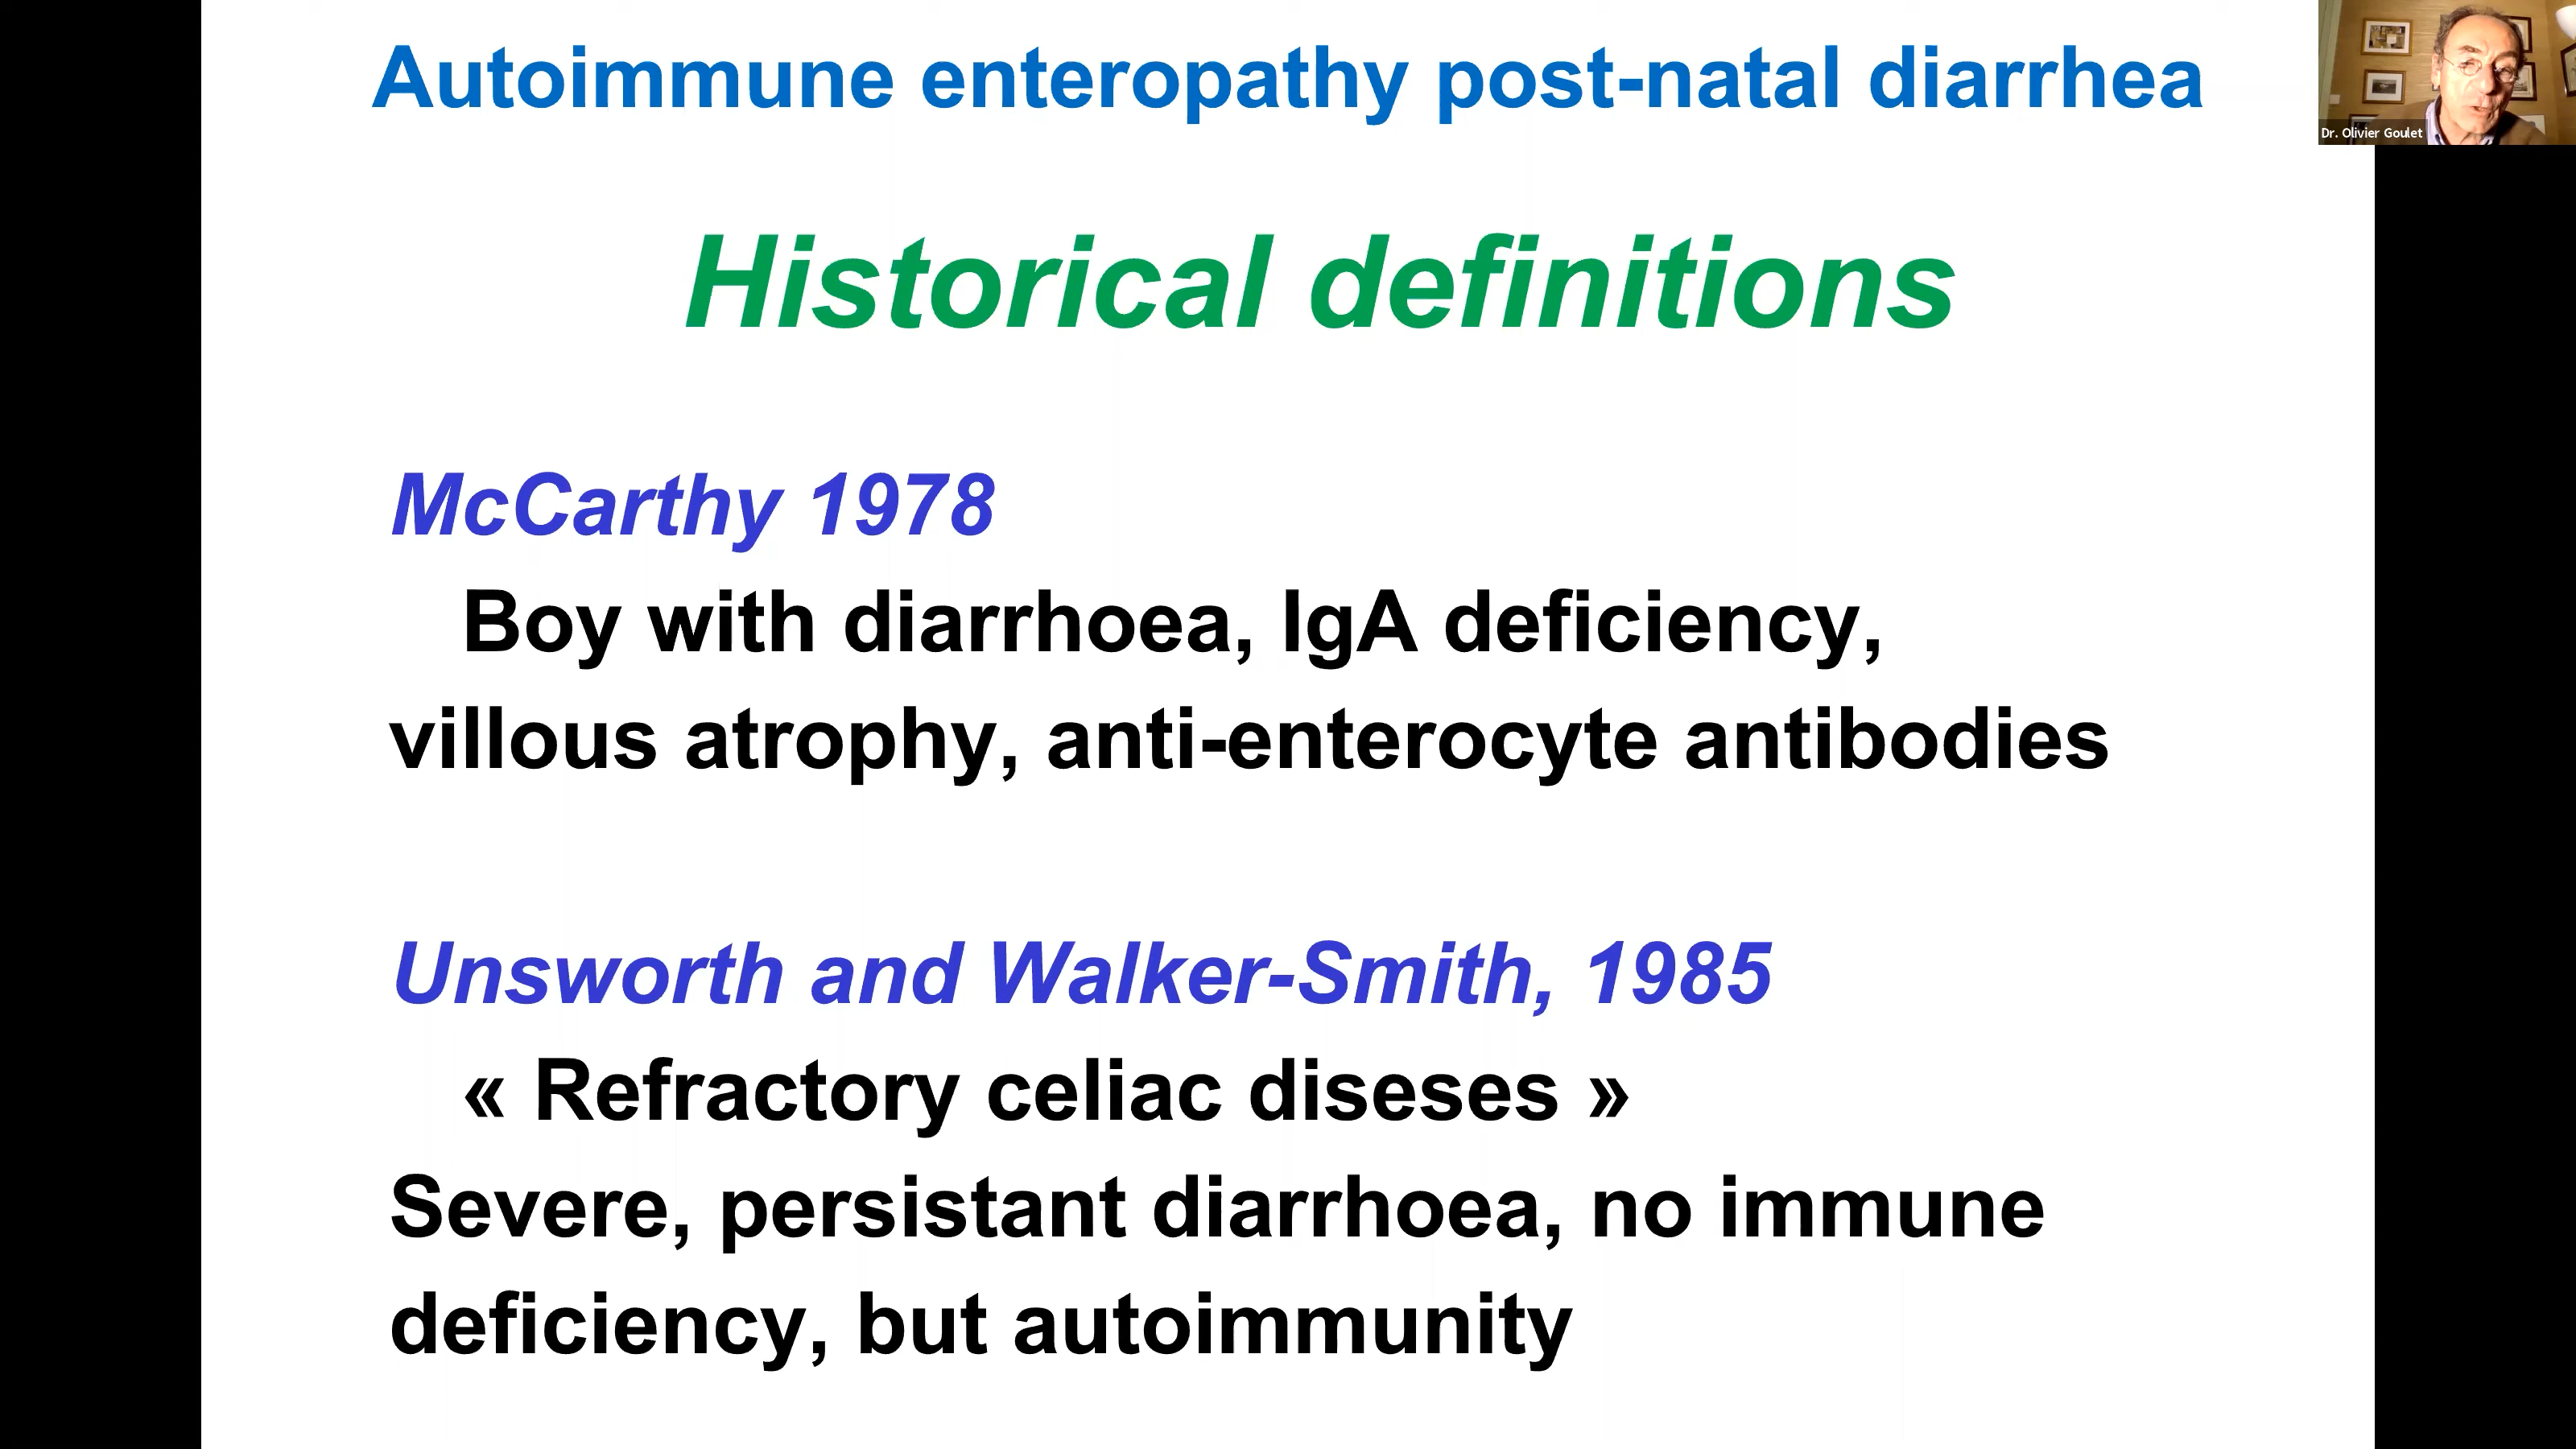 Autoimmune enteropathy post-natal diarrhea
Dr. Olivier Goulet
Historical definitions
McCarthy 1978
Boy with diarrhoea, IgA deficiency,
villous atrophy, anti-enterocyte antibodies
Unsworth and Walker-Smith, 1985
« Refractory celiac diseses »
Severe, persistant diarrhoea, no immune
deficiency, but autoimmunity